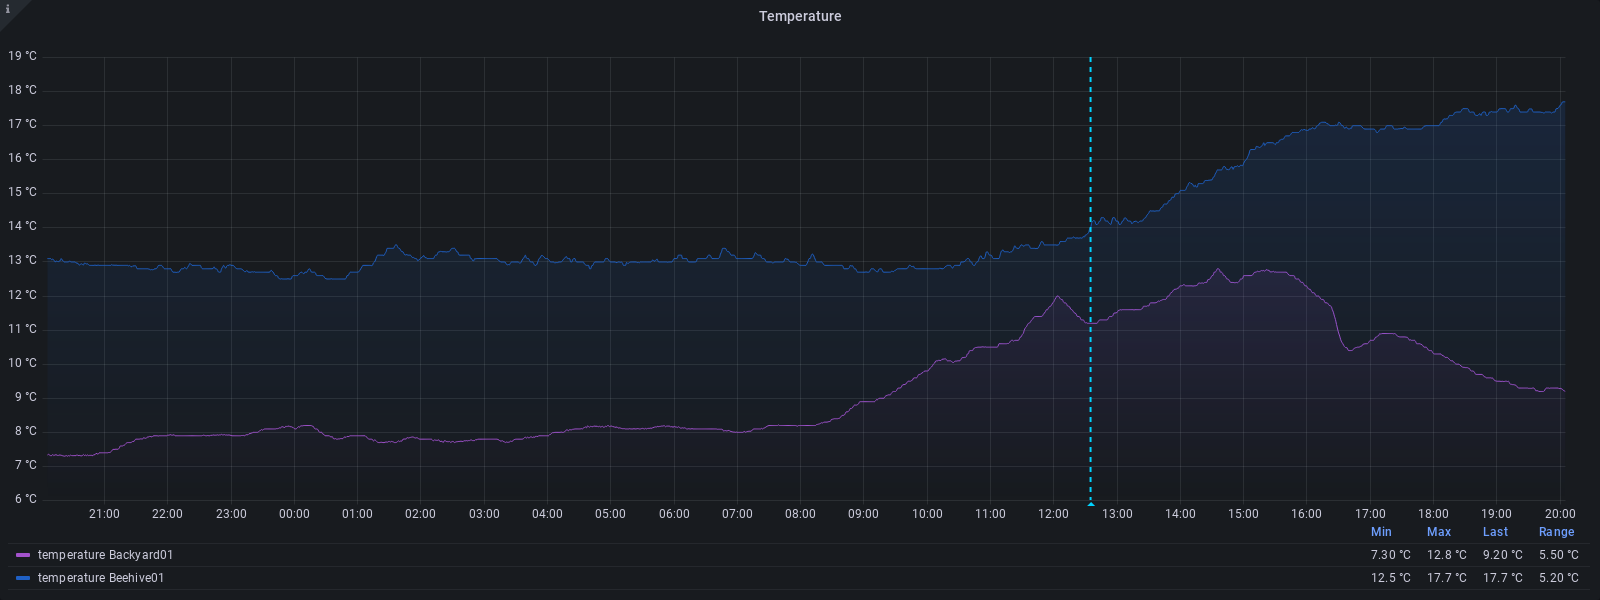 i
Temperature
19 °C
18 °C
17 °C
16 °C
15 °C
14 °C
13 °C
12 °C
11 °C
10 °C
9 °C
8 °C
7 °C
6 °C
21:00 22:00 23:00 00:00 01:00 02:00 03:00 04:00 05:00 06:00 07:00 08:00 09:00 10:00 11:00 12:00 13:00 14:00 15:00 16:00 17:00 18:00 19:00 20:00
Min Max Last Range
temperature Backyard01 7.30 °C 12.8 °C 9.20 °C 5.50 °C
temperature Beehive01 12.5 °C 17.7 °C 17.7 °C 5.20 °C